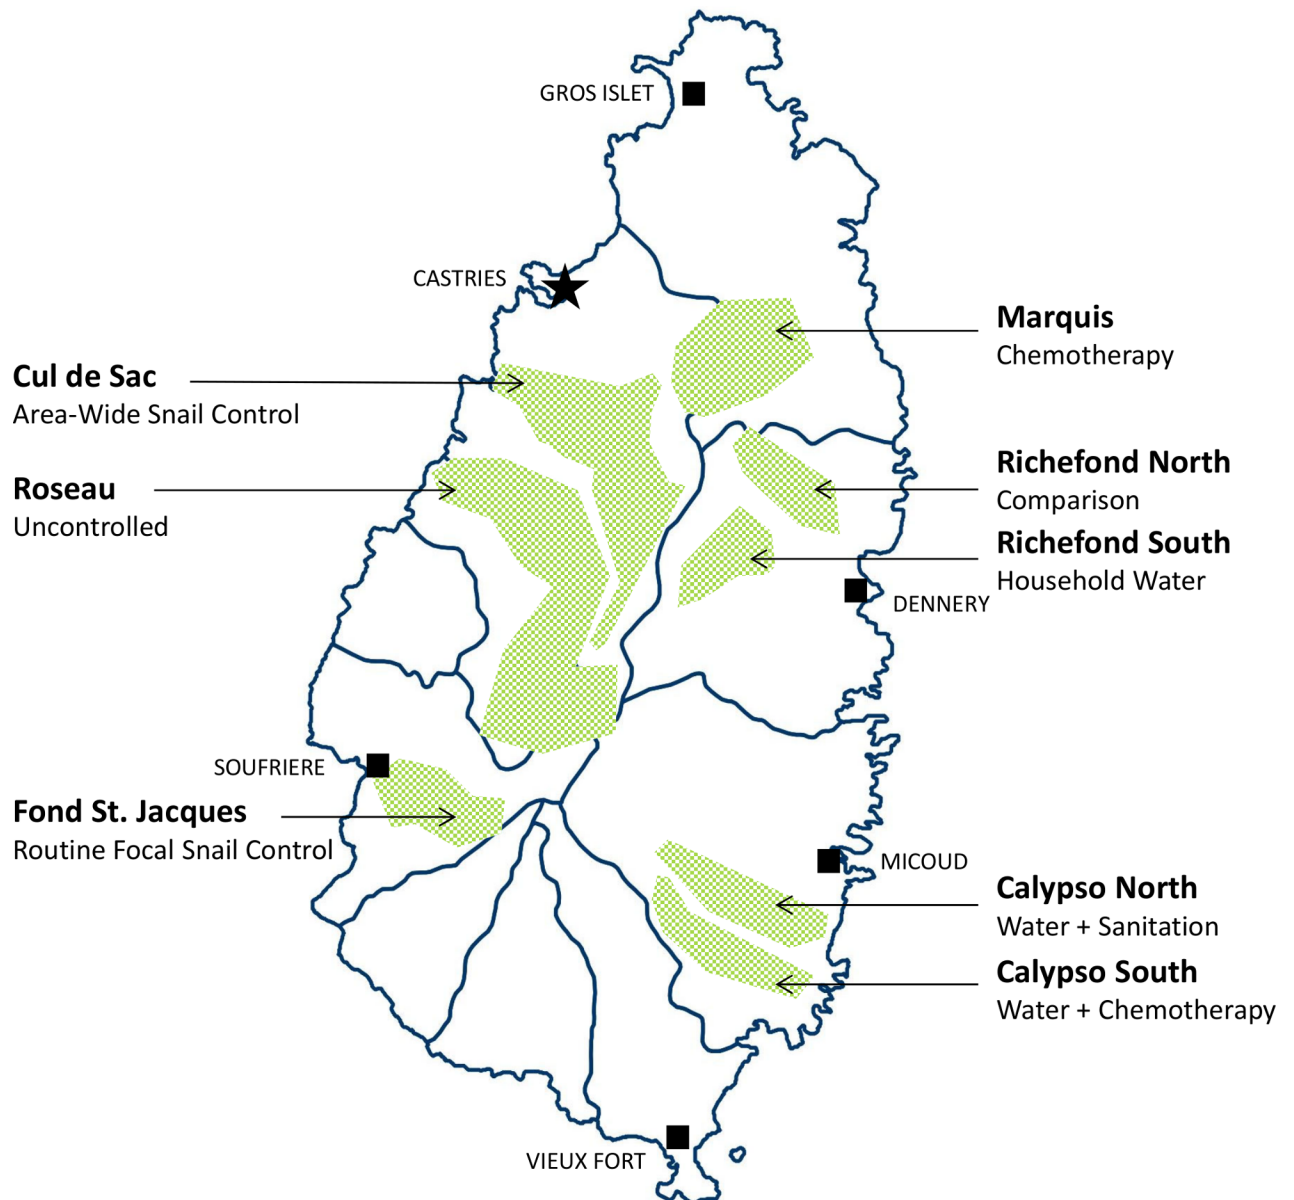 GROS ISLET
CASTRIES
Marquis
Chemotherapy
Cul de Sac
Area-Wide Snail Control
Richefond North
Comparison
Roseau
Uncontrolled
Richefond South
Household Water
DENNERY
SOUFRIERE
Fond St. Jacques
Routine Focal Snail Control
MICOUD
Calypso North
Water + Sanitation
Calypso South
Water + Chemotherapy
VIEUX FORT